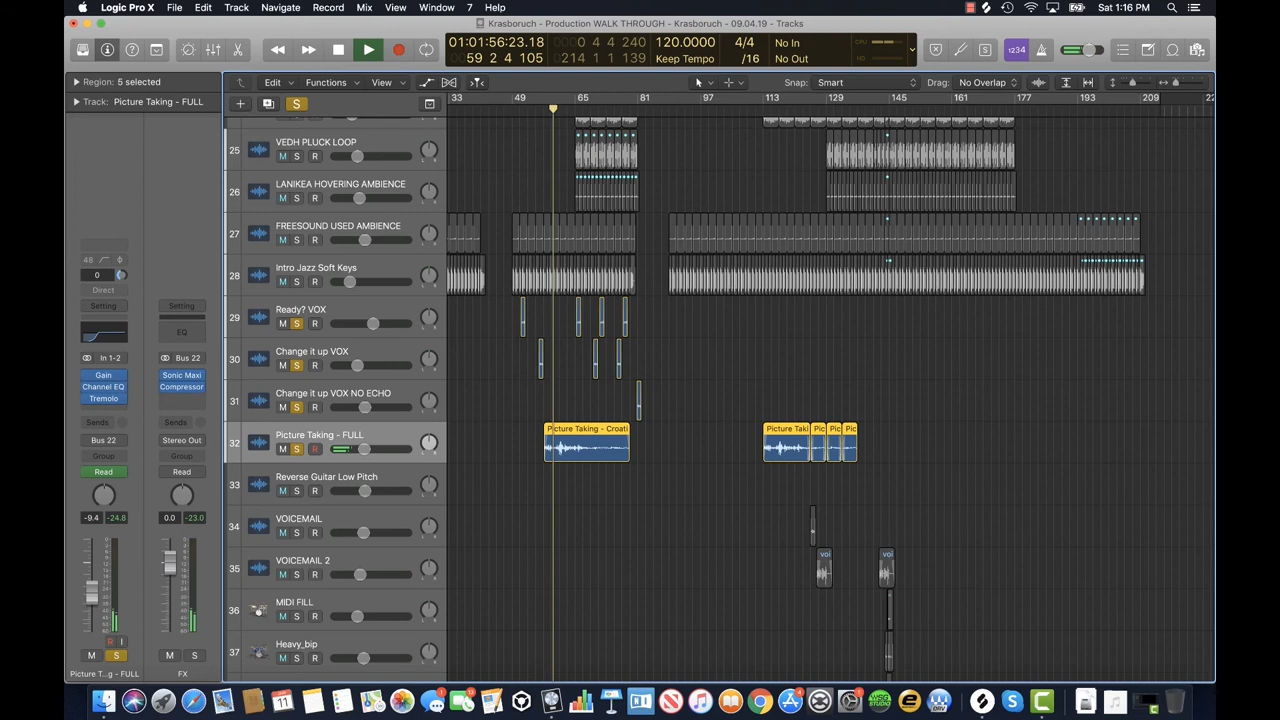 Logic Pro X File Edit Track Navigate Record Mix View Window 7 Help Sat 1:16 PM
Krasboruch - Production WALK THROUGH - Krasboruch - 09.04.19 - Tracks
01:01:56:23.18 0 4 4 240 120.0000 4/4 No In CPU
59 2 4 105 214 1 1 139 Keep Tempo /16 No Out HD
1234
Region: 5 selected
Edit Functions View Snap: Smart Drag: No Overlap
Track: Picture Taking - FULL
33 49 65 81 97 113 129 145 161 177 193 209
25 VEDH PLUCK LOOP
M S R
26 LANIKEA HOVERING AMBIENCE
M S R
27 FREESOUND USED AMBIENCE
M S R
28 Intro Jazz Soft Keys
M S R
29 Ready? VOX
M S R
30 Change it up VOX
M S R
31 Change it up VOX NO ECHO
M S R
32 Picture Taking - FULL
M S R
Picture Taking - Croati Picture Taki Pic Pic Pic
33 Reverse Guitar Low Pitch
M S R
34 VOICEMAIL
M S R
35 VOICEMAIL 2
M S R
voi voi
36 MIDI FILL
M S R
37 Heavy_bip
M S R
48
0
Direct
Setting Setting
EQ
In 1-2 Bus 22
Gain Sonic Maxi
Channel EQ Compressor
Tremolo
Sends Sends
Bus 22 Stereo Out
Group Group
Read Read
-9.4 -24.8 0.0 -23.0
R I
M S M S
Picture T...g - FULL FX